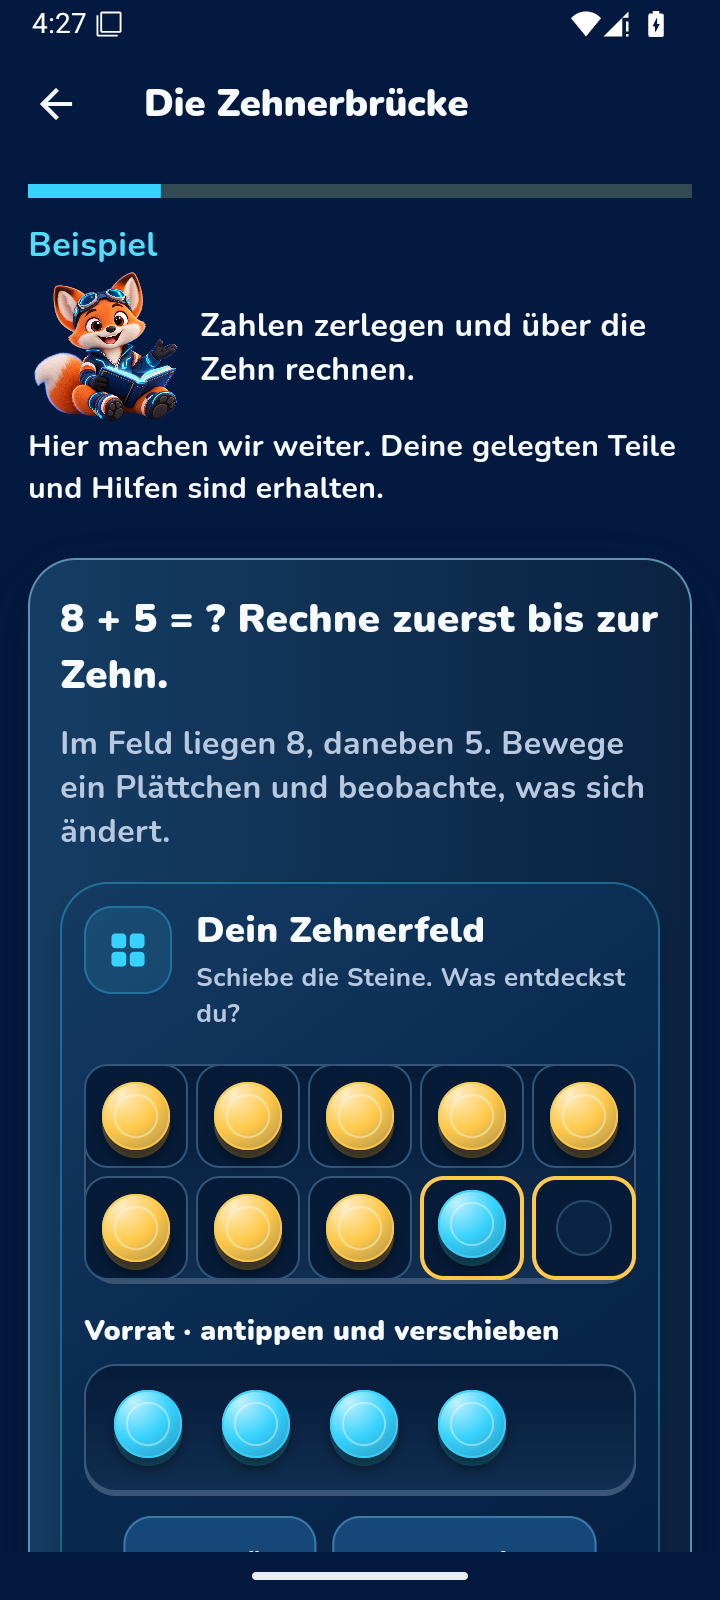 4:27
Die Zehnerbrücke
Beispiel
Zahlen zerlegen und über die
Zehn rechnen.
Hier machen wir weiter. Deine gelegten Teile
und Hilfen sind erhalten.
8 + 5 = ? Rechne zuerst bis zur
Zehn.
Im Feld liegen 8, daneben 5. Bewege
ein Plättchen und beobachte, was sich
ändert.
Dein Zehnerfeld
Schiebe die Steine. Was entdeckst
du?
Vorrat · antippen und verschieben